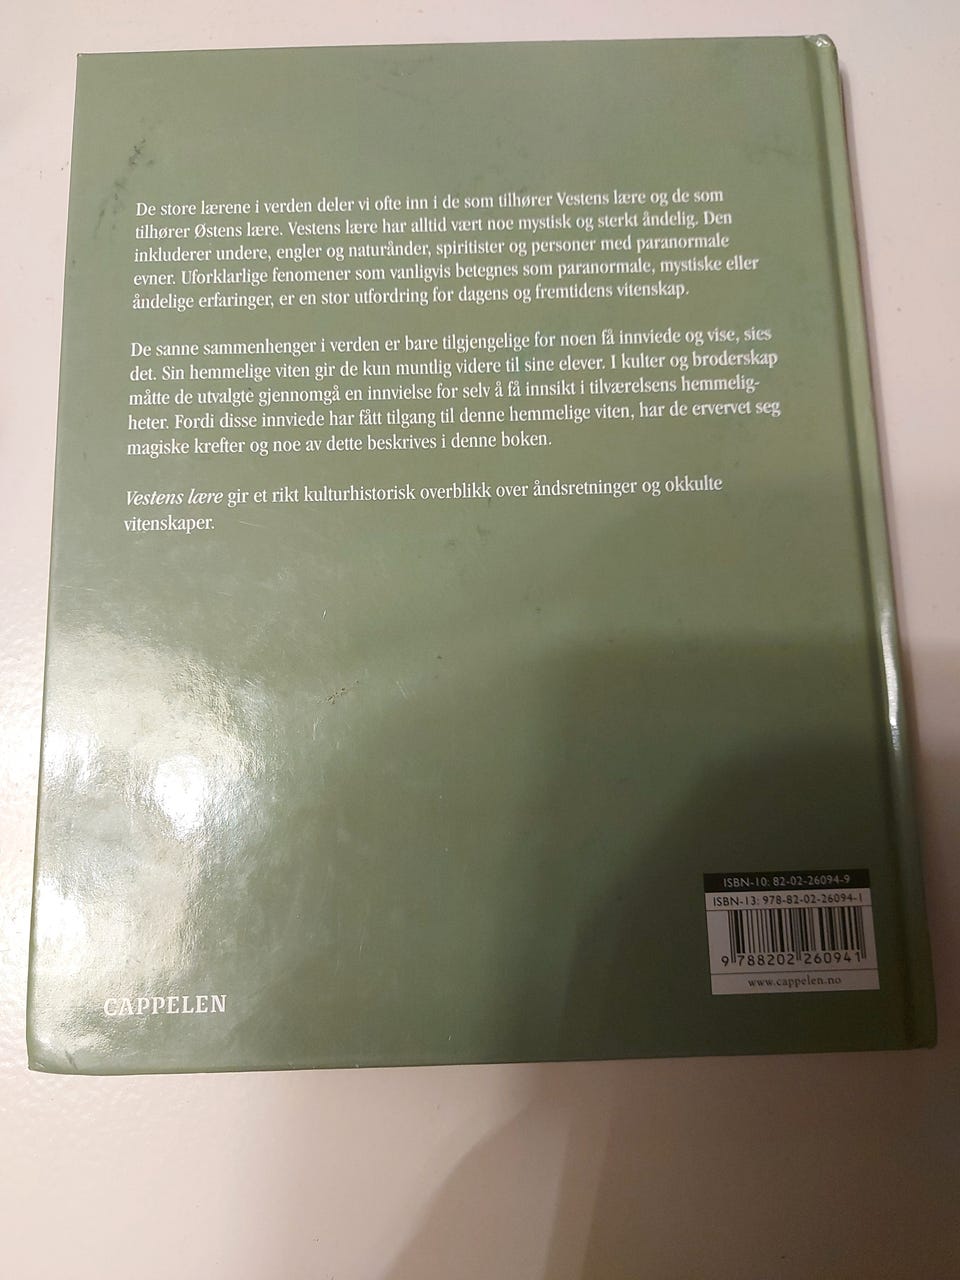 De store lærene i verden deler vi ofte inn i de som tilhører Vestens lære og de som
tilhører Østens lære. Vestens lære har alltid vært noe mystisk og sterkt åndelig. Den
inkluderer undere, engler og naturånder, spiritister og personer med paranormale
evner. Uforklarlige fenomener som vanligvis betegnes som paranormale, mystiske eller
åndelige erfaringer, er en stor utfordring for dagens og fremtidens vitenskap.
De sanne sammenhenger i verden er bare tilgjengelige for noen få innviede og vise, sies
det. Sin hemmelige viten gir de kun muntlig videre til sine elever. I kulter og broderskap
måtte de utvalgte gjennomgå en innvielse for selv å få innsikt i tilværelsens hemmelig-
heter. Fordi disse innviede har fått tilgang til denne hemmelige viten, har de ervervet seg
magiske krefter og noe av dette beskrives i denne boken.
Vestens lære gir et rikt kulturhistorisk overblikk over åndsretninger og okkulte
vitenskaper.
ISBN-10: 82-02-26094-9
ISBN-13: 978-82-02-26094-1
9 788202 260941
www.cappelen.no
CAPPELEN